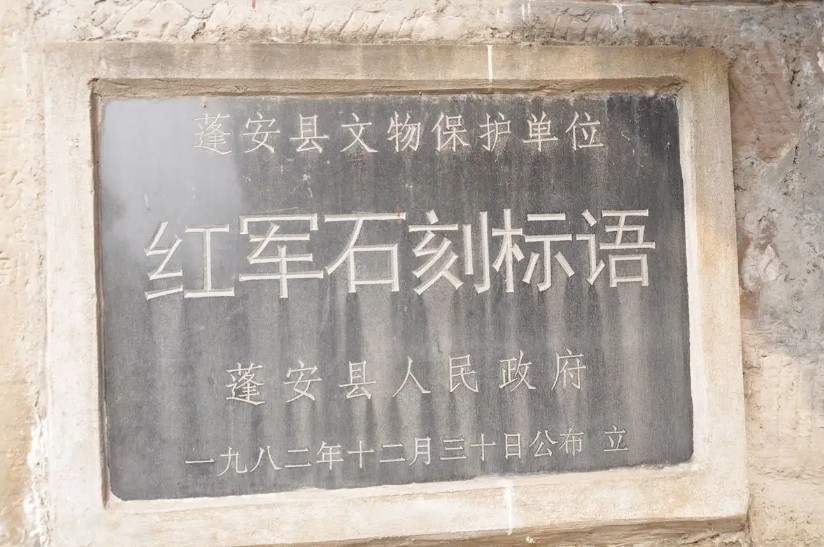 蓬安县文物保护单位
红军石刻标语
蓬安县人民政府
一九八二年十二月三十日公布 立